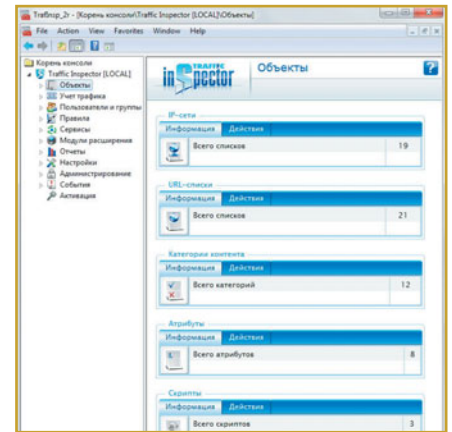 TrafInsp_2r - [Корень консоли\Traffic Inspector [LOCAL]\Объекты]
File Action View Favorites Window Help
Корень консоли
Traffic Inspector [LOCAL]
Объекты
Учет трафика
Пользователи и группы
Правила
Сервисы
Модули расширения
Отчеты
Настройки
Администрирование
События
Активация
TRAFFIC
inspector
Объекты
?
IP-сети
Информация Действия
Всего списков 19
URL-списки
Информация Действия
Всего списков 21
Категории контента
Информация Действия
Всего категорий 12
Атрибуты
Информация Действия
Всего атрибутов 8
Скрипты
Информация Действия
Всего скриптов 3